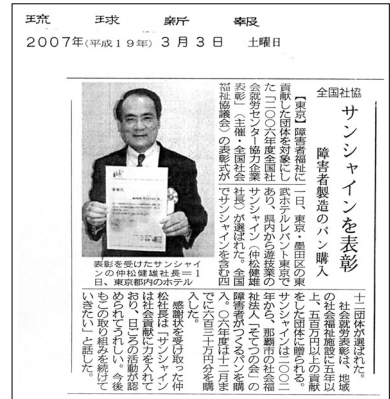 琉球新報
2007年(平成19年)3月3日 土曜日
全国社協
サンシャインを表彰
障害者製造のパン購入
【東京】障害者福祉に
貢献した団体を対象にし
た「二〇〇六年度全国社
会就労センター協力企業
表彰」(主催・全国社会
福祉協議会)の表彰式が
一日、東京・墨田区の東
武ホテルレバント東京で
あり、県内から遊技業の
サンシャイン(仲松健雄
社長)が選ばれた。全国
でサンシャインを含む四
十二団体が選ばれた。
社会就労表彰は、地域
の社会福祉施設に五年以
上、五百万円以上の貢献
をした団体に贈られる。
サンシャインは二〇〇二
年から、那覇市の社会福
祉法人「そてつの会」の
障害者がつくるパンを購
入。〇六年度は十二月ま
でに六百三十万円分を購
入した。
感謝状を受け取った仲
松社長は「サンシャイン
は社会貢献に力を入れて
おり、日ごろの活動が認
められてうれしい。今後
もこの取り組みを続けて
いきたい」と話した。
表彰を受けたサンシャイ
ンの仲松健雄社長=1
日、東京都内のホテル